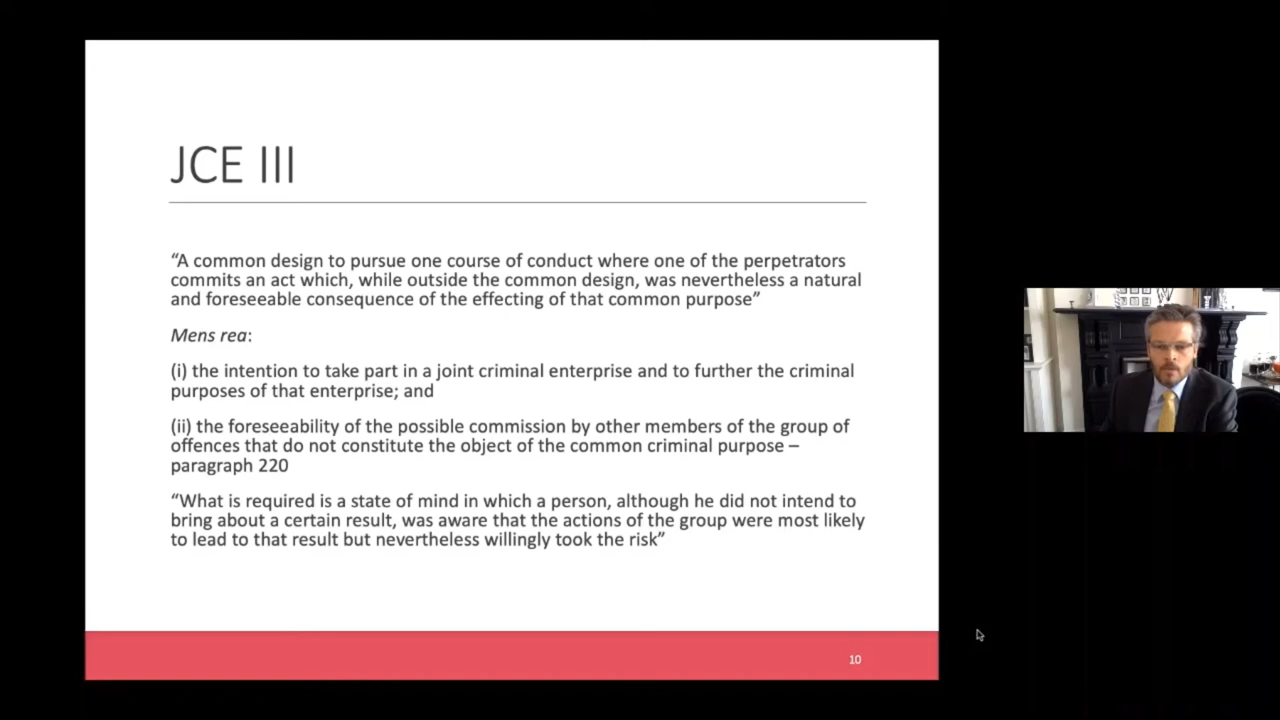 JCE III
“A common design to pursue one course of conduct where one of the perpetrators
commits an act which, while outside the common design, was nevertheless a natural
and foreseeable consequence of the effecting of that common purpose”
Mens rea:
(i) the intention to take part in a joint criminal enterprise and to further the criminal
purposes of that enterprise; and
(ii) the foreseeability of the possible commission by other members of the group of
offences that do not constitute the object of the common criminal purpose –
paragraph 220
“What is required is a state of mind in which a person, although he did not intend to
bring about a certain result, was aware that the actions of the group were most likely
to lead to that result but nevertheless willingly took the risk”
10